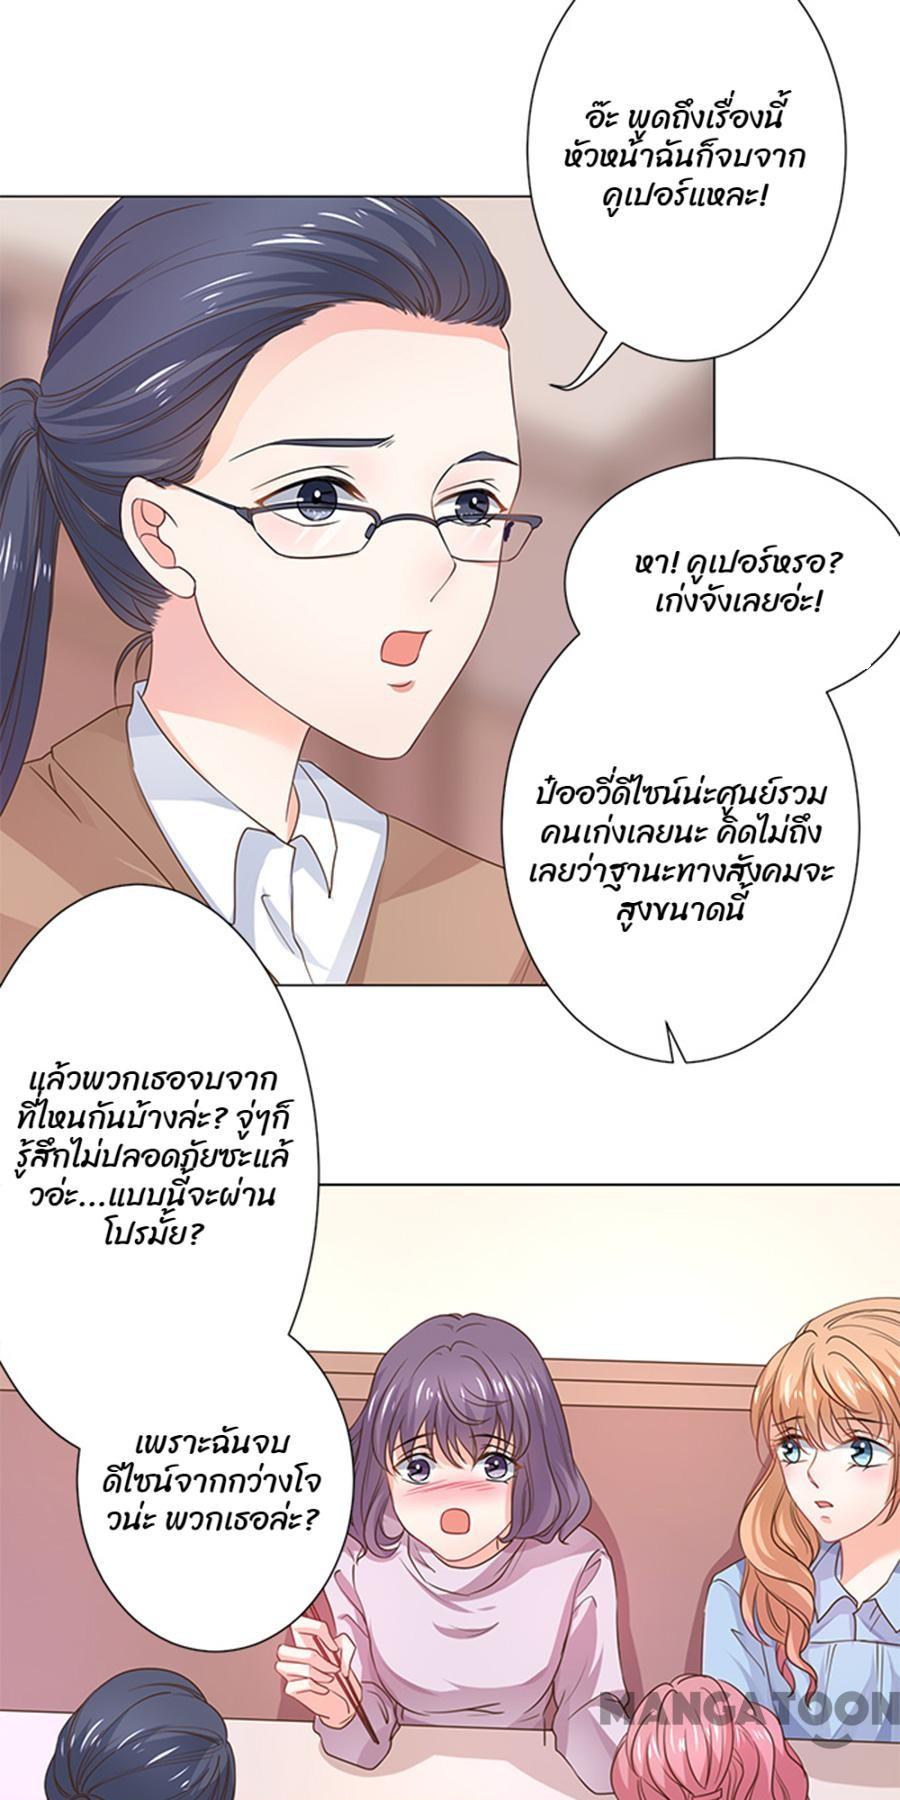 อ๊ะ พูดถึงเรื่องนี้
หัวหน้าฉันก็จบจาก
คูเปอร์แหละ!
หา! คูเปอร์หรอ?
เก่งจังเลยอ่ะ!
ป๋ออวี่ดีไซน์น่ะศูนย์รวม
คนเก่งเลยนะ คิดไม่ถึง
เลยว่าฐานะทางสังคมจะ
สูงขนาดนี้
แล้วพวกเธอจบจาก
ที่ไหนกันบ้างล่ะ? จู่ๆก็
รู้สึกไม่ปลอดภัยซะแล้
วอ่ะ...แบบนี้จะผ่าน
โปรมั้ย?
เพราะฉันจบ
ดีไซน์จากกว่างโจ
วน่ะ พวกเธอล่ะ?
MANGATOON